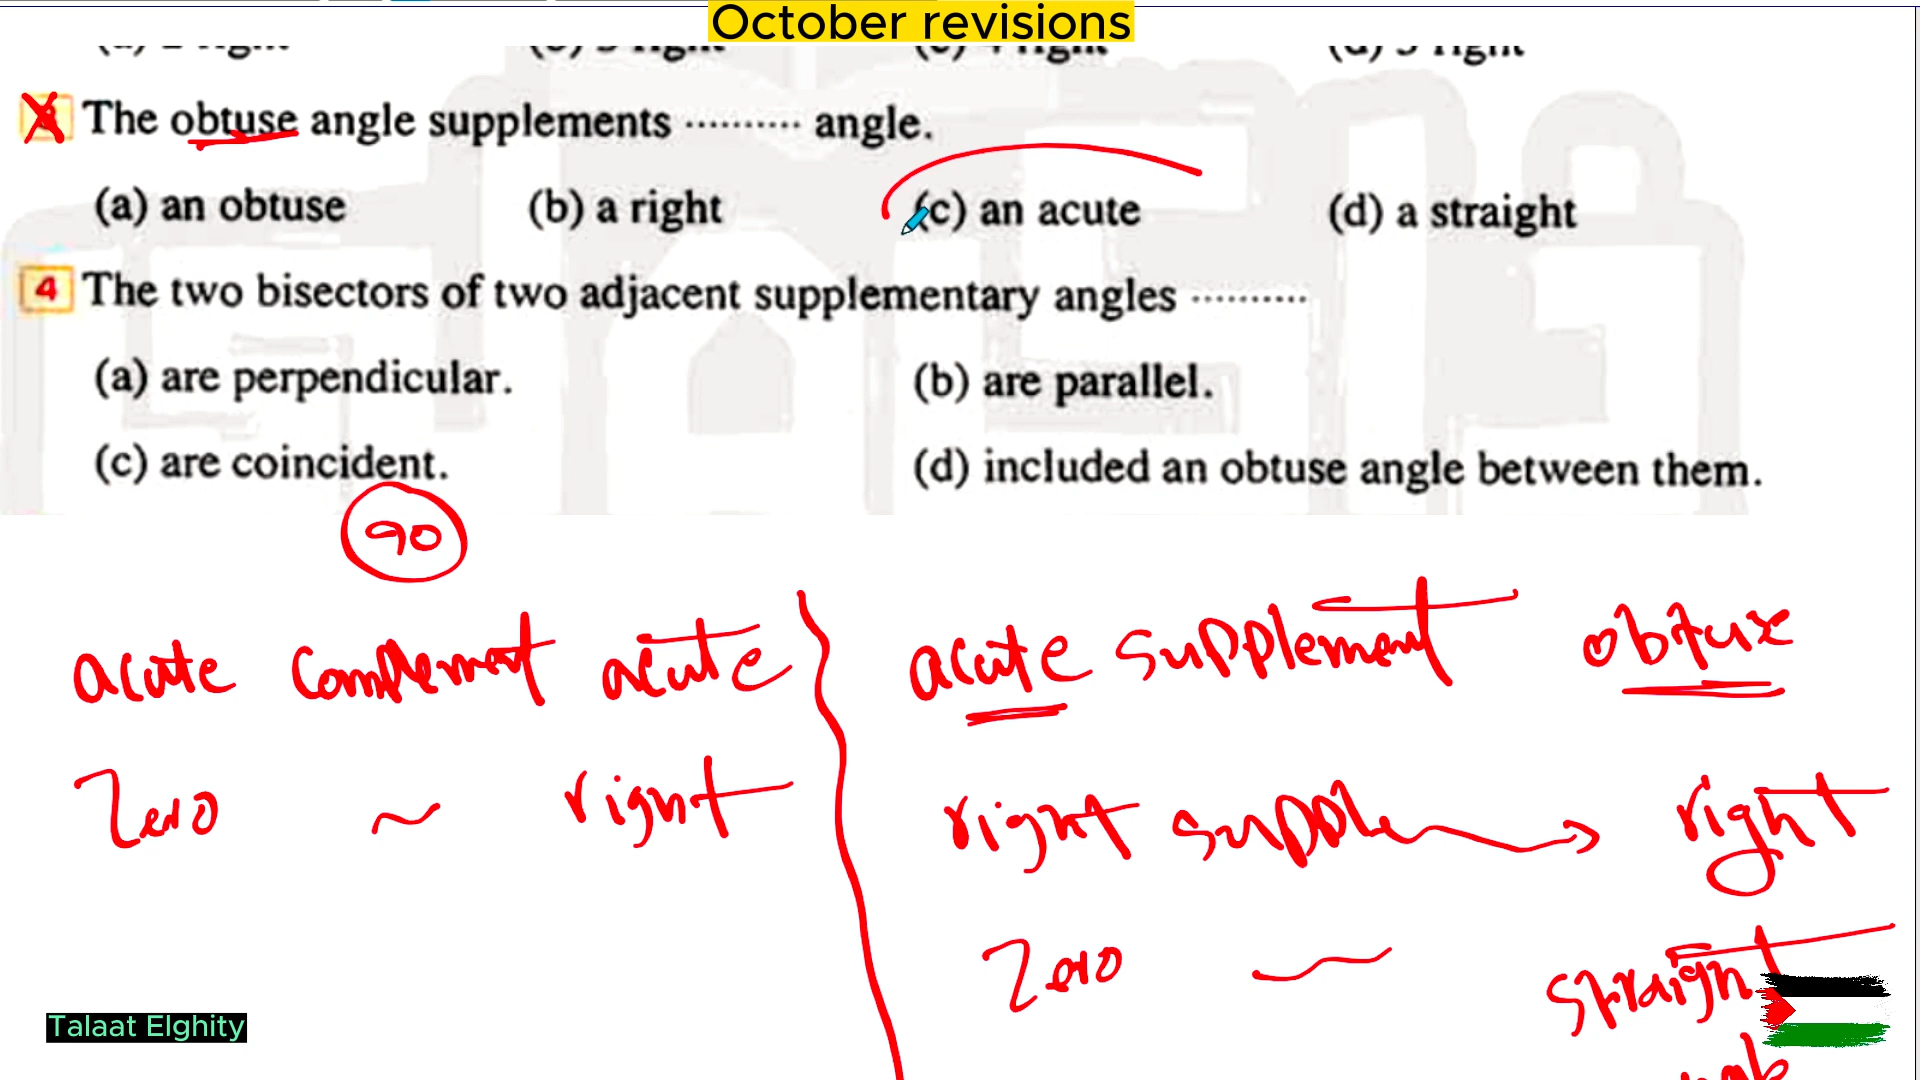 October revisions
The obtuse angle supplements ·········· angle.
(a) an obtuse (b) a right (c) an acute (d) a straight
4 The two bisectors of two adjacent supplementary angles ··········
(a) are perpendicular. (b) are parallel.
(c) are coincident. (d) included an obtuse angle between them.
90
acute complement acute
Zero ~ right
acute supplement obtuse
right supple right
Zero straight
Talaat Elghity